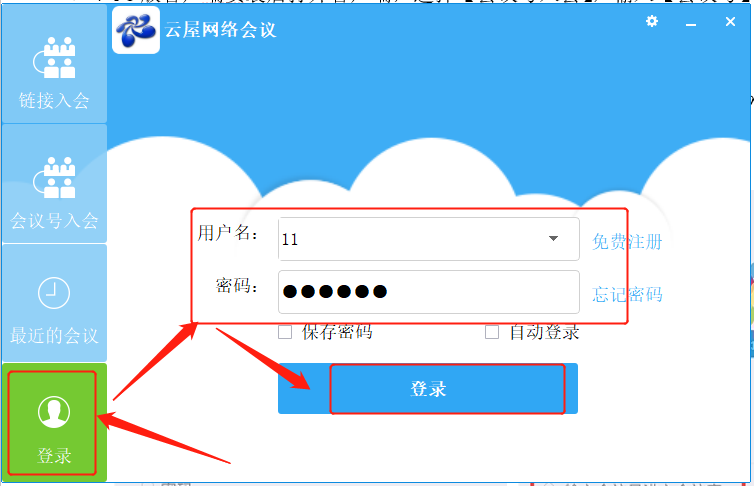 云屋网络会议
链接入会
会议号入会
最近的会议
登录
用户名: 11 免费注册
密码: ●●●●●● 忘记密码
保存密码 自动登录
登录